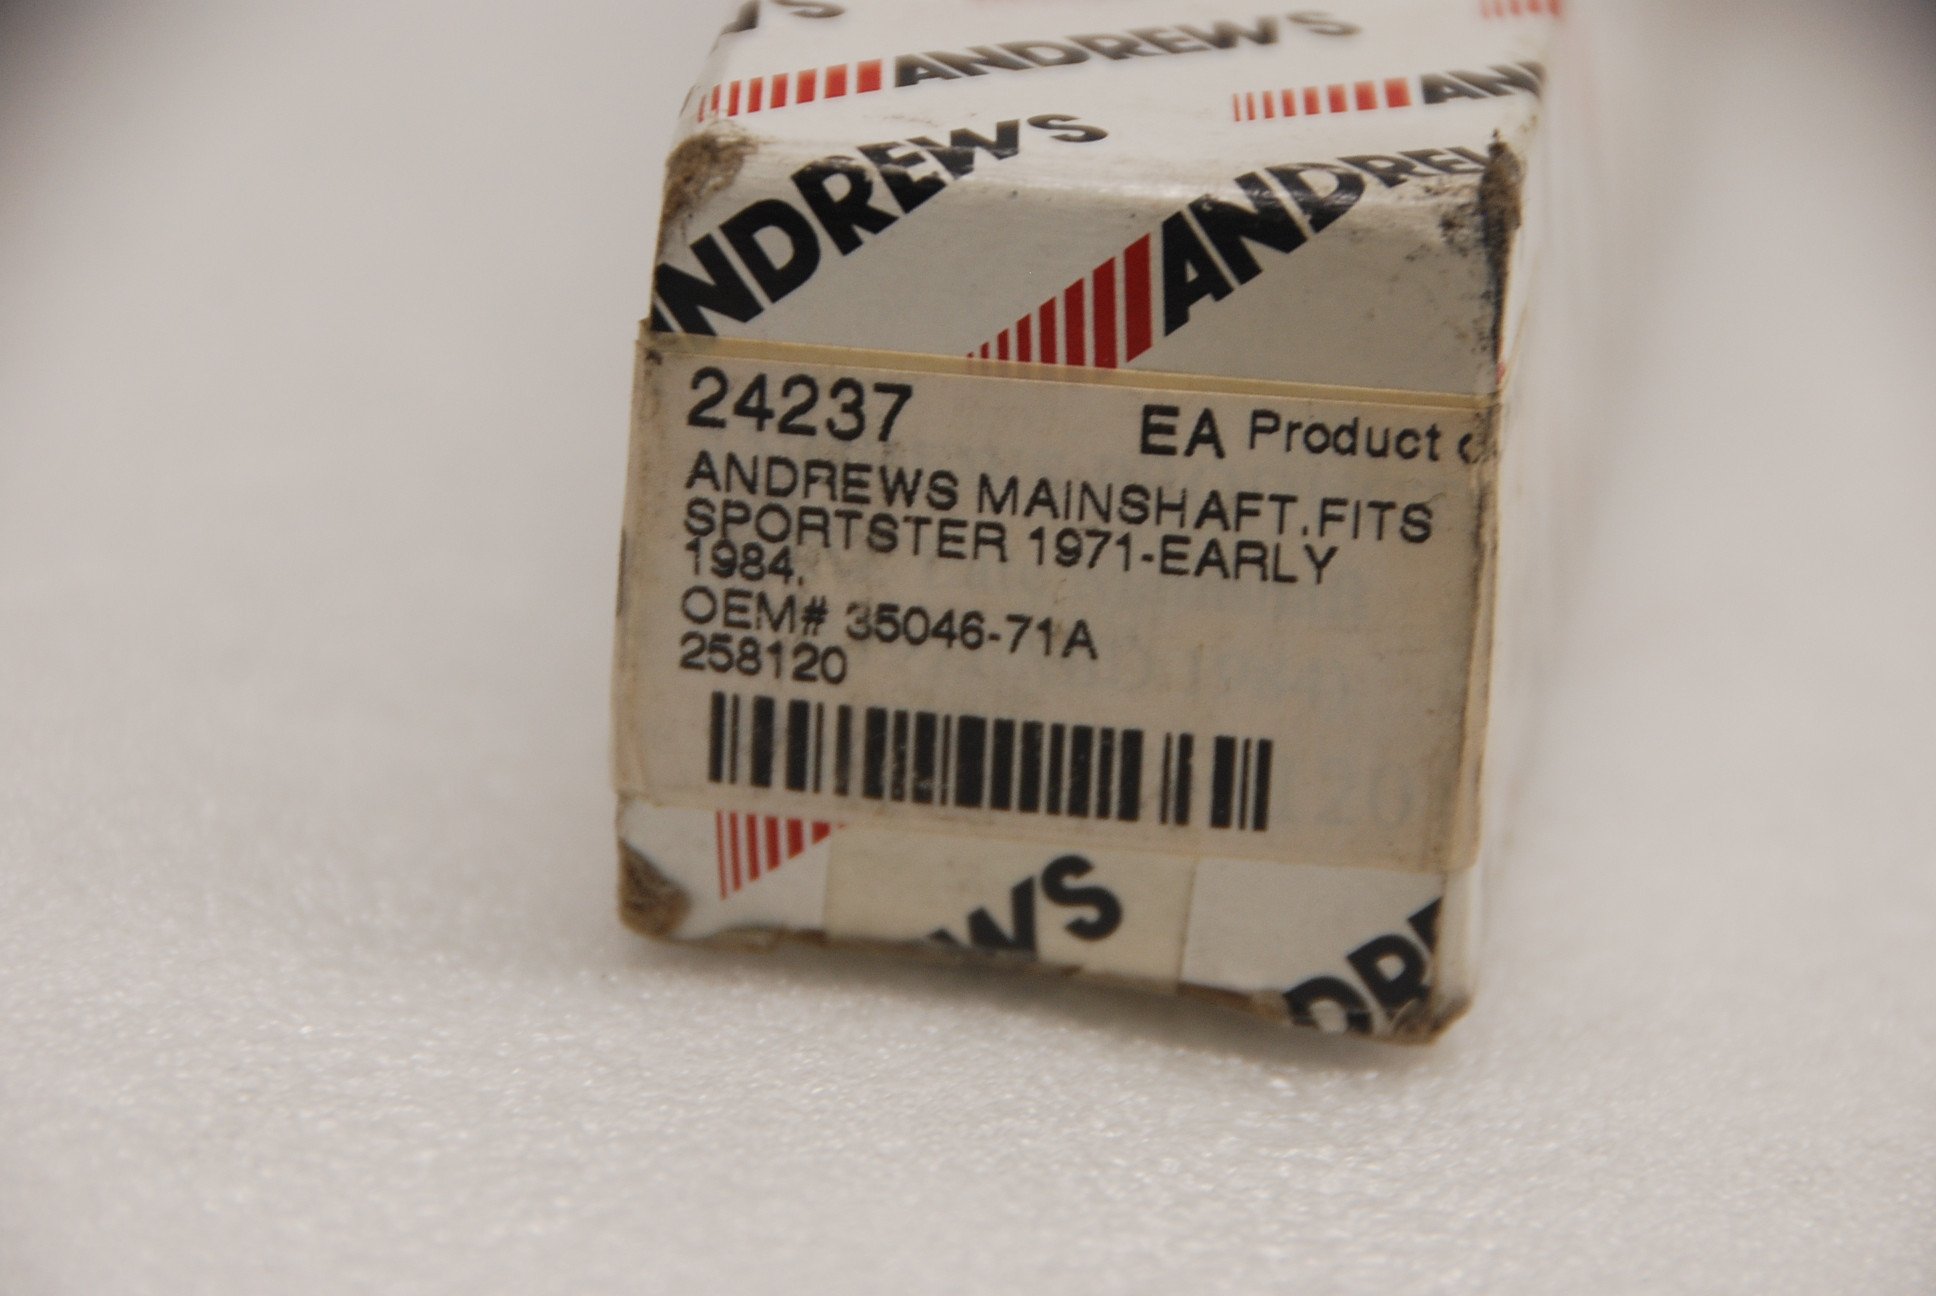 ANDREWS
ANDREWS
ANDREWS
24237 EA Product
ANDREWS MAINSHAFT.FITS
SPORTSTER 1971-EARLY
1984.
OEM# 35046-71A
258120